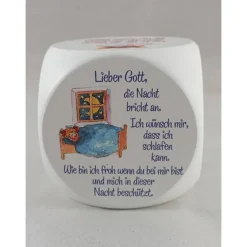 Lieber Gott,
die Nacht
bricht an.
Ich wünsch mir,
dass ich
schlafen
kann.
Wie bin ich froh wenn du bei mir bist
und mich in dieser
Nacht beschützt.